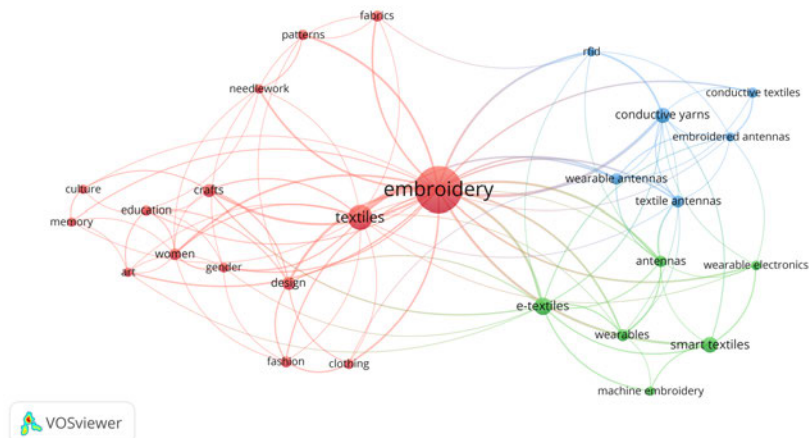 fabrics
patterns
rfid
needlework
conductive textiles
conductive yarns
embroidered antennas
wearable antennas
culture
crafts
embroidery
memory
education
textiles
textile antennas
women
art
gender
design
antennas
wearable electronics
e-textiles
wearables
smart textiles
fashion
clothing
machine embroidery
VOSviewer